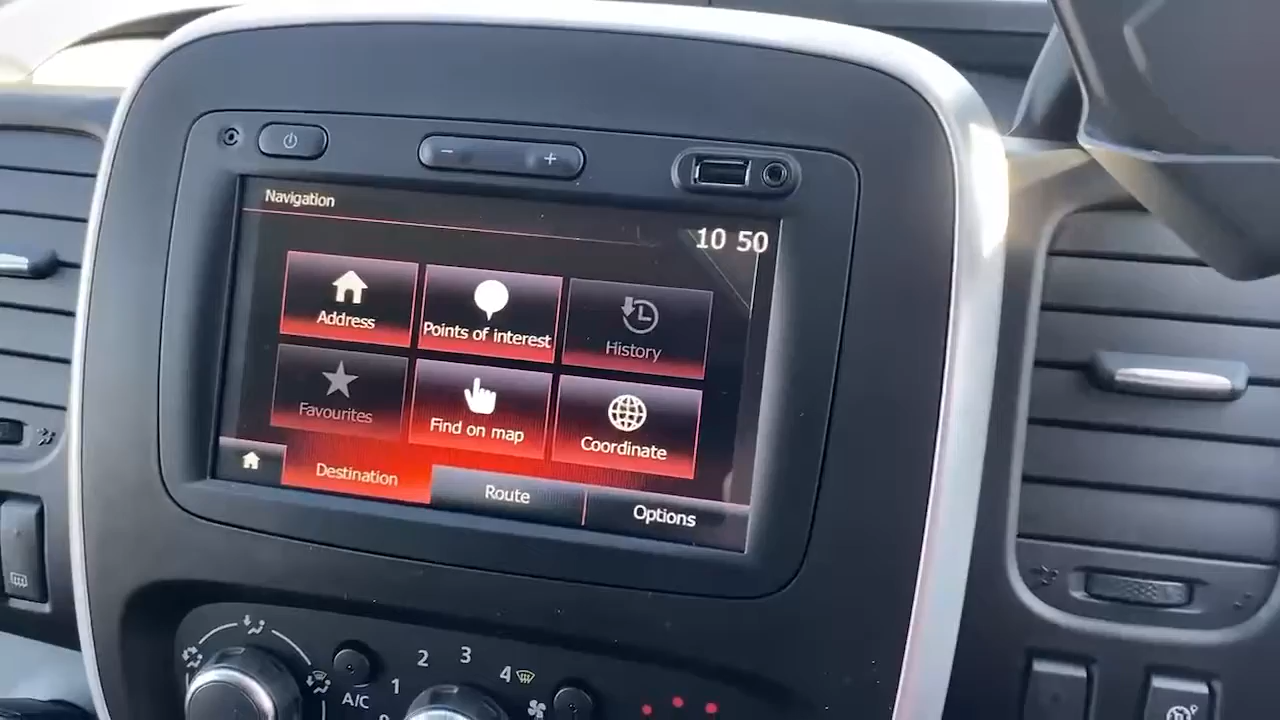 Navigation
10 50
Address
Points of interest
History
Favourites
Find on map
Coordinate
Destination
Route
Options
A/C
1
2
3
4